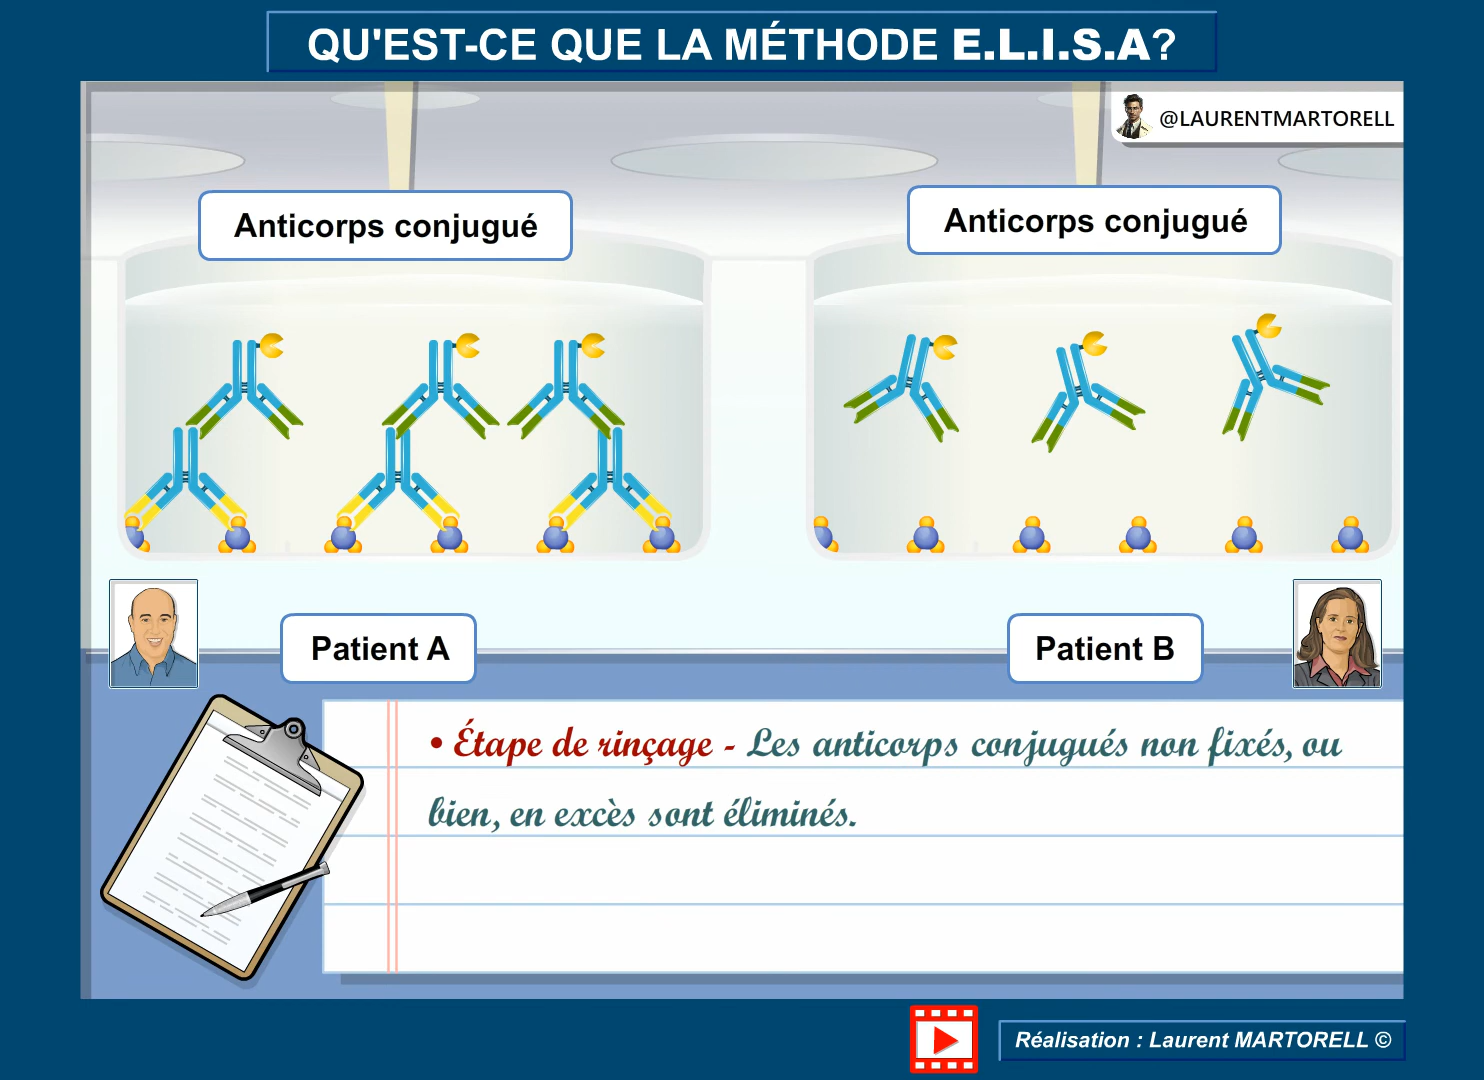 QU'EST-CE QUE LA MÉTHODE E.L.I.S.A?
@LAURENTMARTORELL
Anticorps conjugué
Anticorps conjugué
Patient A
Patient B
• Étape de rinçage - Les anticorps conjugués non fixés, ou
bien, en excès sont éliminés.
Réalisation : Laurent MARTORELL ©